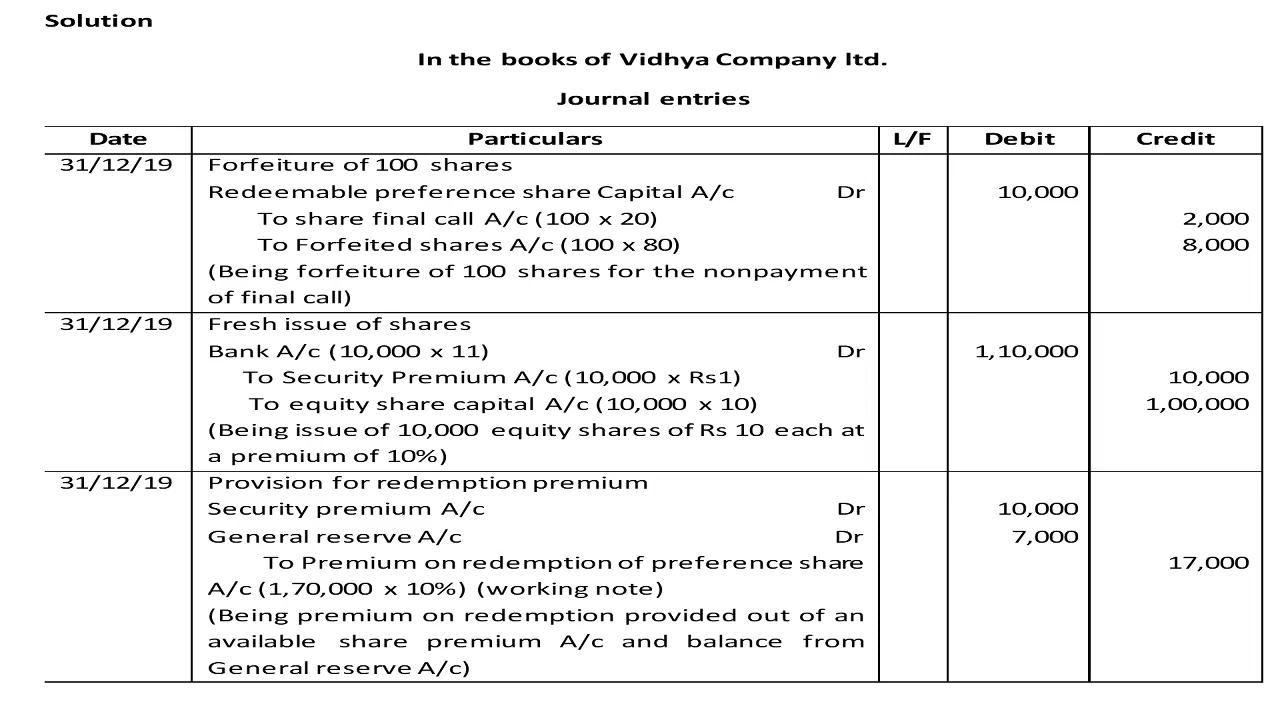 Solution
In the books of Vidhya Company ltd.
Journal entries
Date Particulars L/F Debit Credit
31/12/19 Forfeiture of 100 shares
Redeemable preference share Capital A/c Dr 10,000
To share final call A/c (100 x 20) 2,000
To Forfeited shares A/c (100 x 80) 8,000
(Being forfeiture of 100 shares for the nonpayment
of final call)
31/12/19 Fresh issue of shares
Bank A/c (10,000 x 11) Dr 1,10,000
To Security Premium A/c (10,000 x Rs1) 10,000
To equity share capital A/c (10,000 x 10) 1,00,000
(Being issue of 10,000 equity shares of Rs 10 each at
a premium of 10%)
31/12/19 Provision for redemption premium
Security premium A/c Dr 10,000
General reserve A/c Dr 7,000
To Premium on redemption of preference share 17,000
A/c (1,70,000 x 10%) (working note)
(Being premium on redemption provided out of an
available share premium A/c and balance from
General reserve A/c)